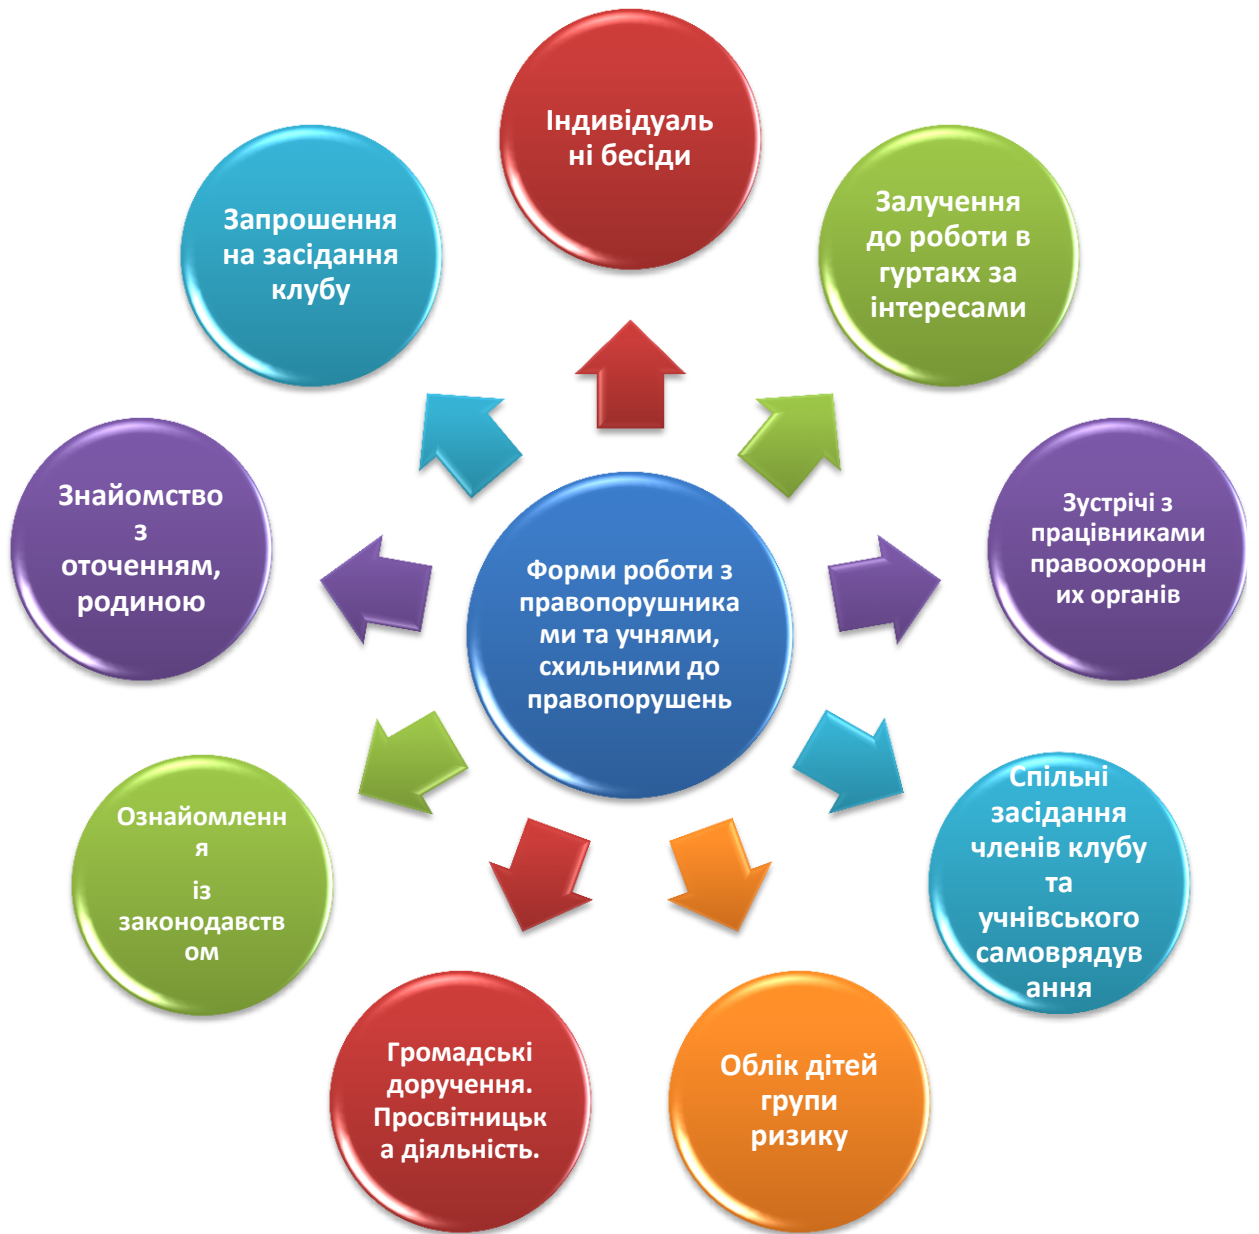 Індивідуаль
ні бесіди
Залучення
до роботи в
гуртакх за
інтересами
Зустрічі з
працівниками
правоохоронн
их органів
Спільні
засідання
членів клубу
та
учнівського
самоврядув
ання
Облік дітей
групи
ризику
Громадські
доручення.
Просвітницьк
а діяльність.
Ознайомленн
я
із
законодавств
ом
Знайомство
з
оточенням,
родиною
Запрошення
на засідання
клубу
Форми роботи з
правопорушника
ми та учнями,
схильними до
правопорушень